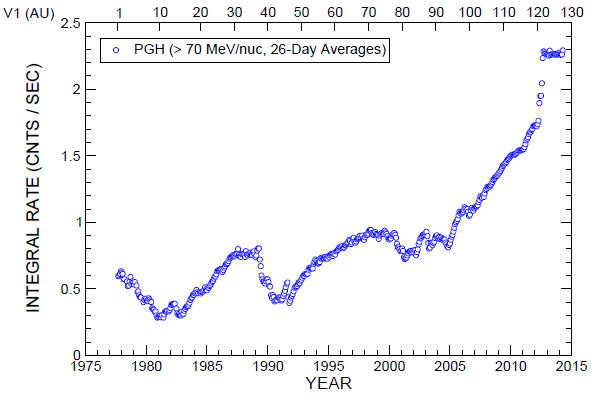 V1 (AU) 1 10 20 30 40 50 60 70 80 90 100 110 120 130
2.5
PGH (> 70 MeV/nuc, 26-Day Averages)
2
1.5
1
0.5
0
INTEGRAL RATE (CNTS / SEC)
1975 1980 1985 1990 1995 2000 2005 2010 2015
YEAR